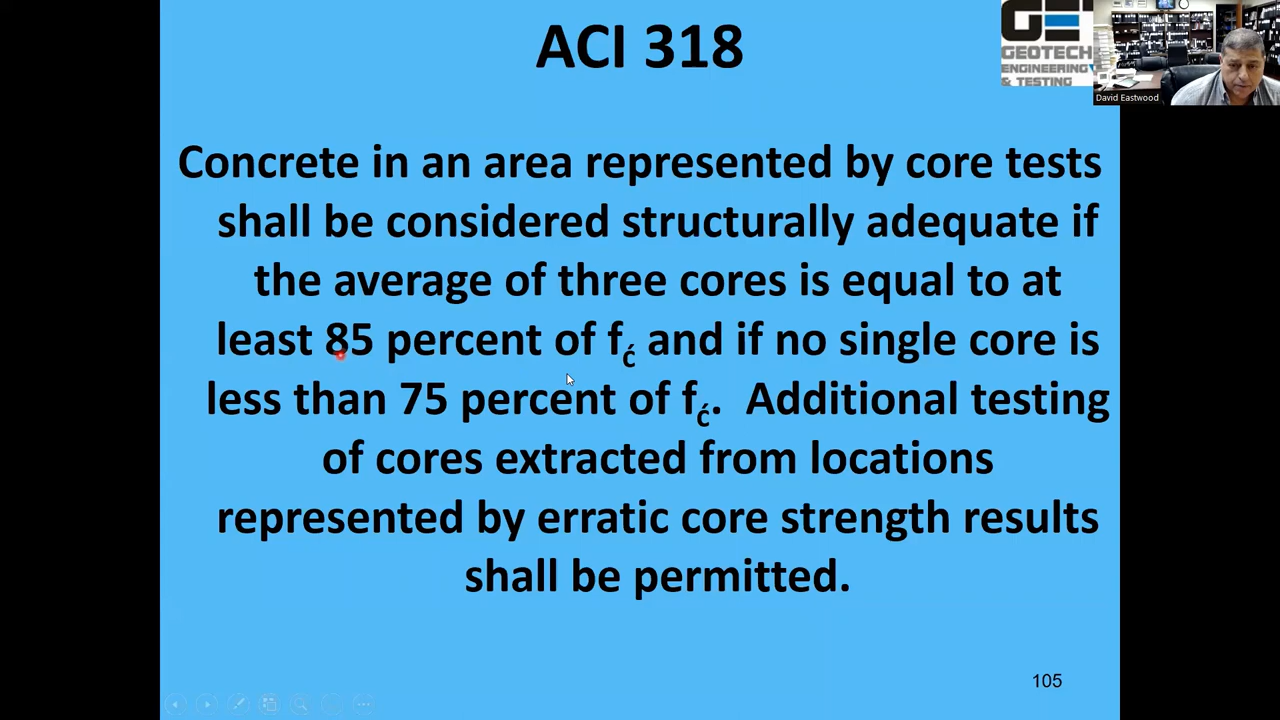 ACI 318
GET
GEOTECH
ENGINEERING
& TESTING
David Eastwood
Concrete in an area represented by core tests
shall be considered structurally adequate if
the average of three cores is equal to at
least 85 percent of fć and if no single core is
less than 75 percent of fć. Additional testing
of cores extracted from locations
represented by erratic core strength results
shall be permitted.
105